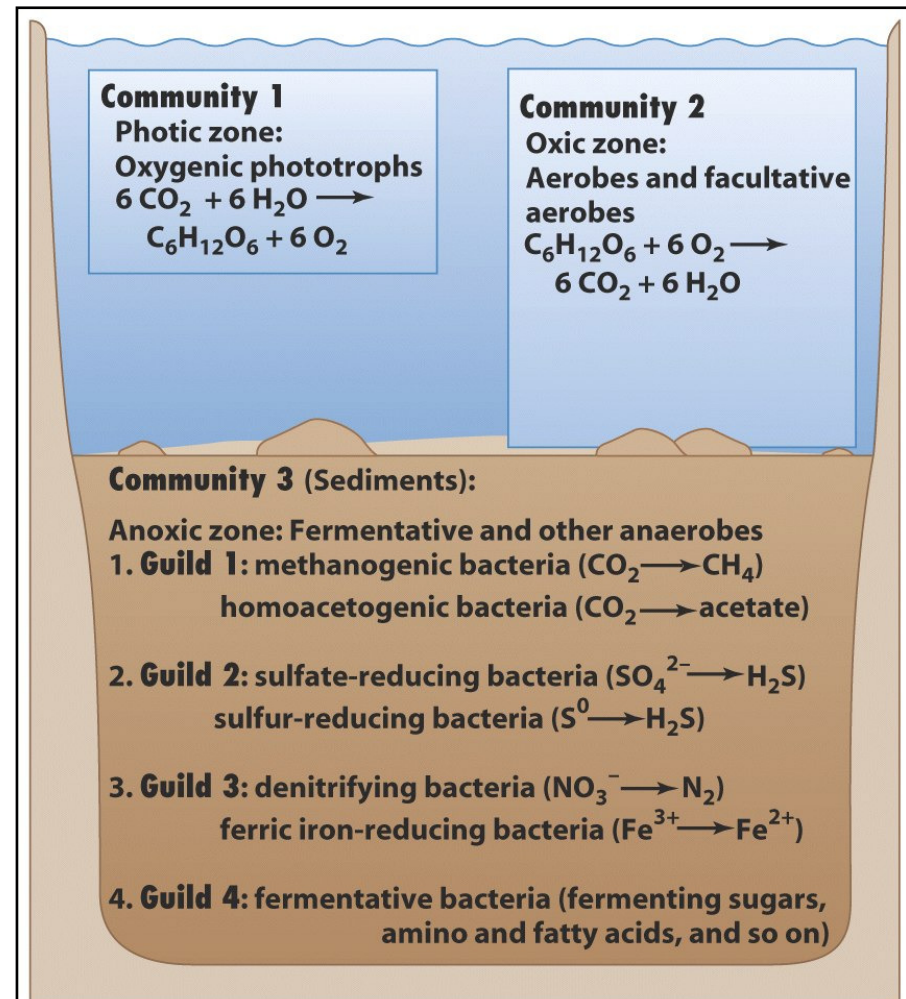 Community 1
Photic zone:
Oxygenic phototrophs
6 CO₂ + 6 H₂O ⟶
C₆H₁₂O₆ + 6 O₂
Community 2
Oxic zone:
Aerobes and facultative
aerobes
C₆H₁₂O₆ + 6 O₂ ⟶
6 CO₂ + 6 H₂O
Community 3 (Sediments):
Anoxic zone: Fermentative and other anaerobes
1. Guild 1: methanogenic bacteria (CO₂ ⟶ CH₄)
homoacetogenic bacteria (CO₂ ⟶ acetate)
2. Guild 2: sulfate-reducing bacteria (SO₄²⁻ ⟶ H₂S)
sulfur-reducing bacteria (S⁰ ⟶ H₂S)
3. Guild 3: denitrifying bacteria (NO₃⁻ ⟶ N₂)
ferric iron-reducing bacteria (Fe³⁺ ⟶ Fe²⁺)
4. Guild 4: fermentative bacteria (fermenting sugars,
amino and fatty acids, and so on)